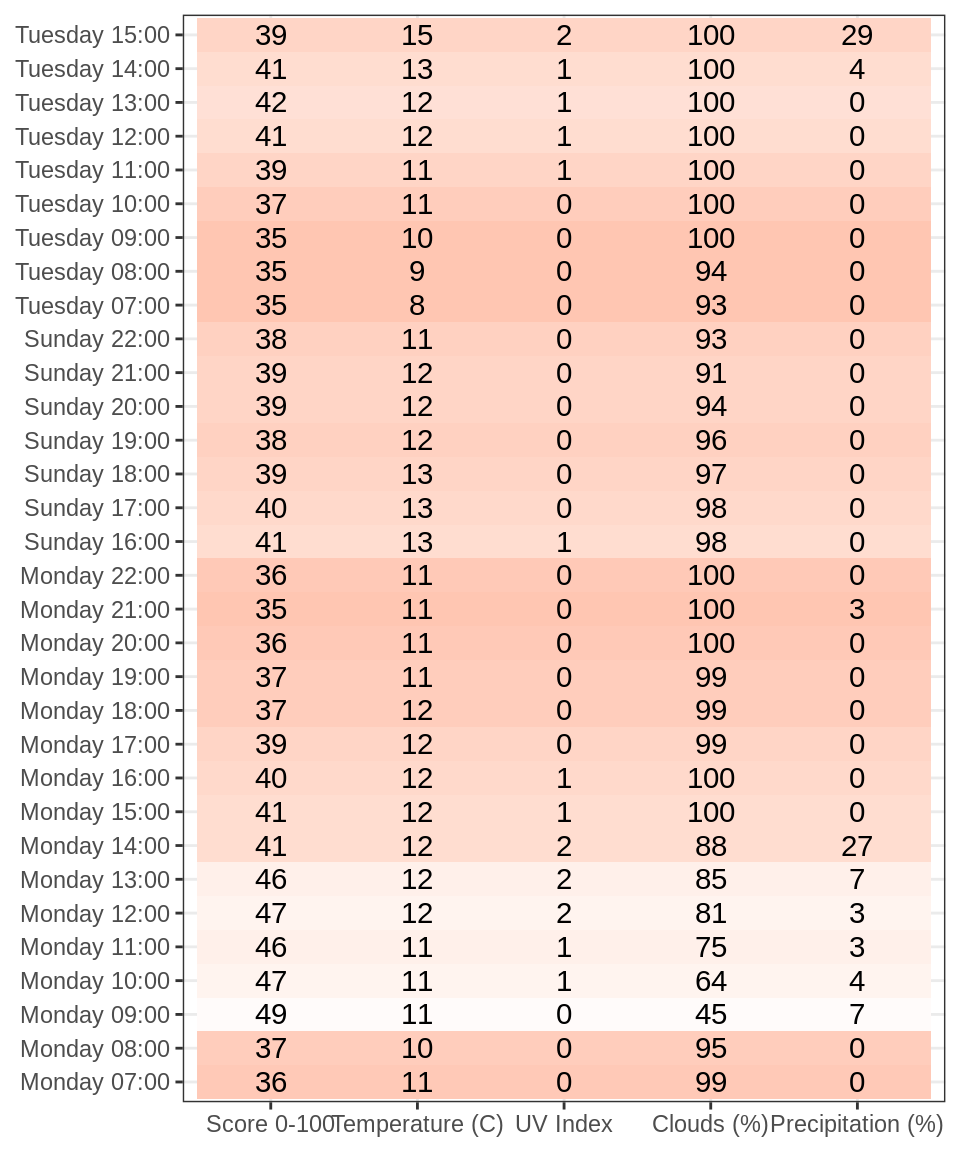 Tuesday 15:00 39 15 2 100 29
Tuesday 14:00 41 13 1 100 4
Tuesday 13:00 42 12 1 100 0
Tuesday 12:00 41 12 1 100 0
Tuesday 11:00 39 11 1 100 0
Tuesday 10:00 37 11 0 100 0
Tuesday 09:00 35 10 0 100 0
Tuesday 08:00 35 9 0 94 0
Tuesday 07:00 35 8 0 93 0
Sunday 22:00 38 11 0 93 0
Sunday 21:00 39 12 0 91 0
Sunday 20:00 39 12 0 94 0
Sunday 19:00 38 12 0 96 0
Sunday 18:00 39 13 0 97 0
Sunday 17:00 40 13 0 98 0
Sunday 16:00 41 13 1 98 0
Monday 22:00 36 11 0 100 0
Monday 21:00 35 11 0 100 3
Monday 20:00 36 11 0 100 0
Monday 19:00 37 11 0 99 0
Monday 18:00 37 12 0 99 0
Monday 17:00 39 12 0 99 0
Monday 16:00 40 12 1 100 0
Monday 15:00 41 12 1 100 0
Monday 14:00 41 12 2 88 27
Monday 13:00 46 12 2 85 7
Monday 12:00 47 12 2 81 3
Monday 11:00 46 11 1 75 3
Monday 10:00 47 11 1 64 4
Monday 09:00 49 11 0 45 7
Monday 08:00 37 10 0 95 0
Monday 07:00 36 11 0 99 0
Score 0-100 Temperature (C) UV Index Clouds (%) Precipitation (%)